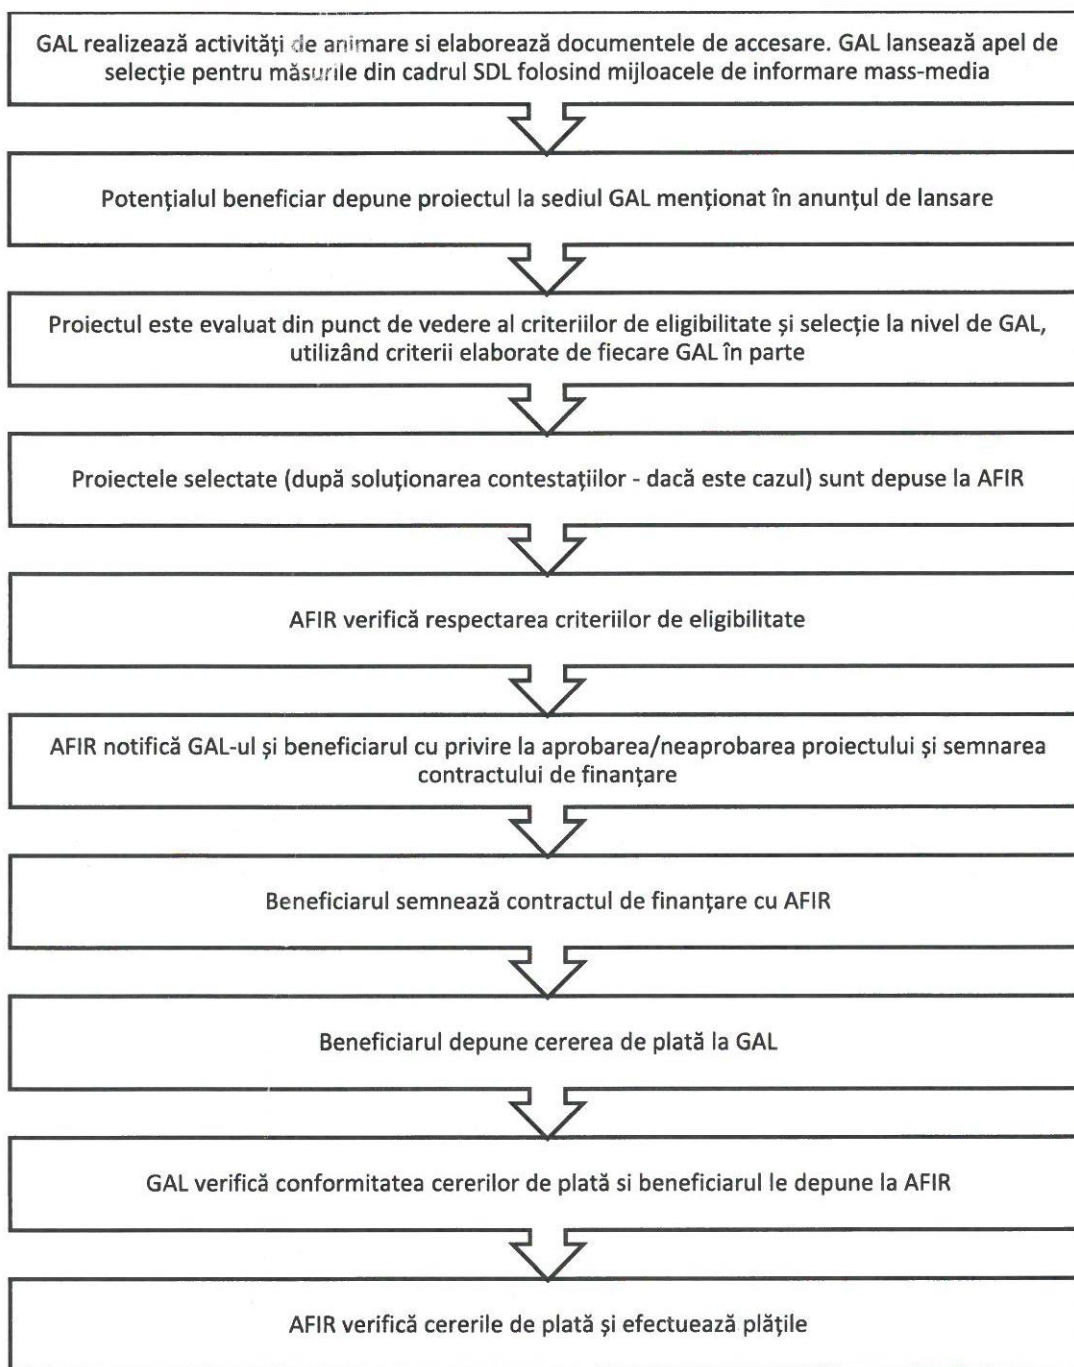 GAL realizează activități de animare si elaborează documentele de accesare. GAL lansează apel de
selecție pentru măsurile din cadrul SDL folosind mijloacele de informare mass-media
Potențialul beneficiar depune proiectul la sediul GAL menționat în anunțul de lansare
Proiectul este evaluat din punct de vedere al criteriilor de eligibilitate și selecție la nivel de GAL,
utilizând criterii elaborate de fiecare GAL în parte
Proiectele selectate (după soluționarea contestațiilor - dacă este cazul) sunt depuse la AFIR
AFIR verifică respectarea criteriilor de eligibilitate
AFIR notifică GAL-ul și beneficiarul cu privire la aprobarea/neaprobarea proiectului și semnarea
contractului de finanțare
Beneficiarul semnează contractul de finanțare cu AFIR
Beneficiarul depune cererea de plată la GAL
GAL verifică conformitatea cererilor de plată si beneficiarul le depune la AFIR
AFIR verifică cererile de plată și efectuează plățile